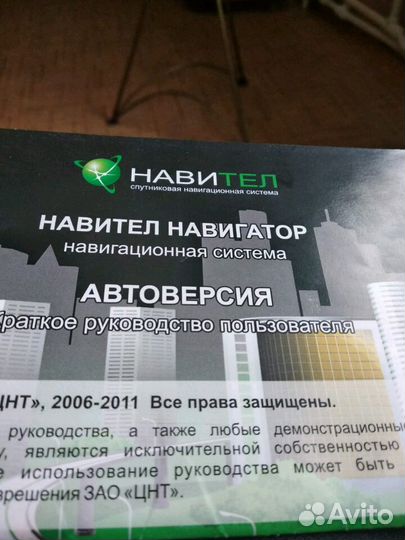 НАВИТЕЛ
спутниковая навигационная система
НАВИТЕЛ НАВИГАТОР
навигационная система
АВТОВЕРСИЯ
Краткое руководство пользователя
ЦНТ», 2006-2011 Все права защищены.
руководства, а также любые демонстрационные
у, являются исключительной собственностью
е использование руководства может быть
зрешения ЗАО «ЦНТ».
Avito